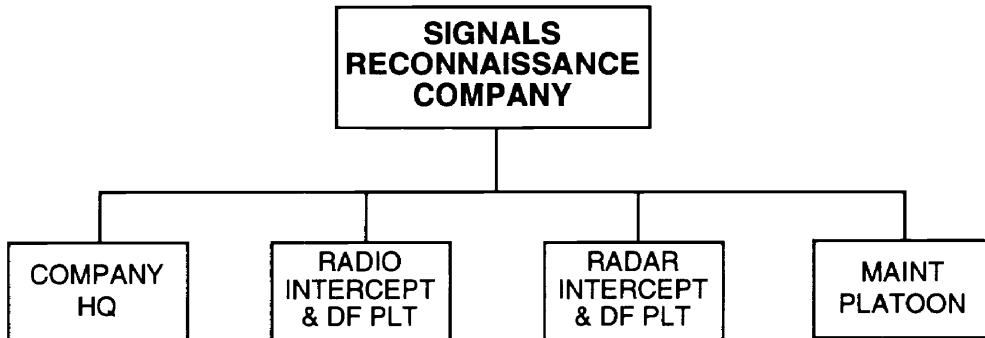 SIGNALS
RECONNAISSANCE
COMPANY
COMPANY
HQ
RADIO
INTERCEPT
& DF PLT
RADAR
INTERCEPT
& DF PLT
MAINT
PLATOON